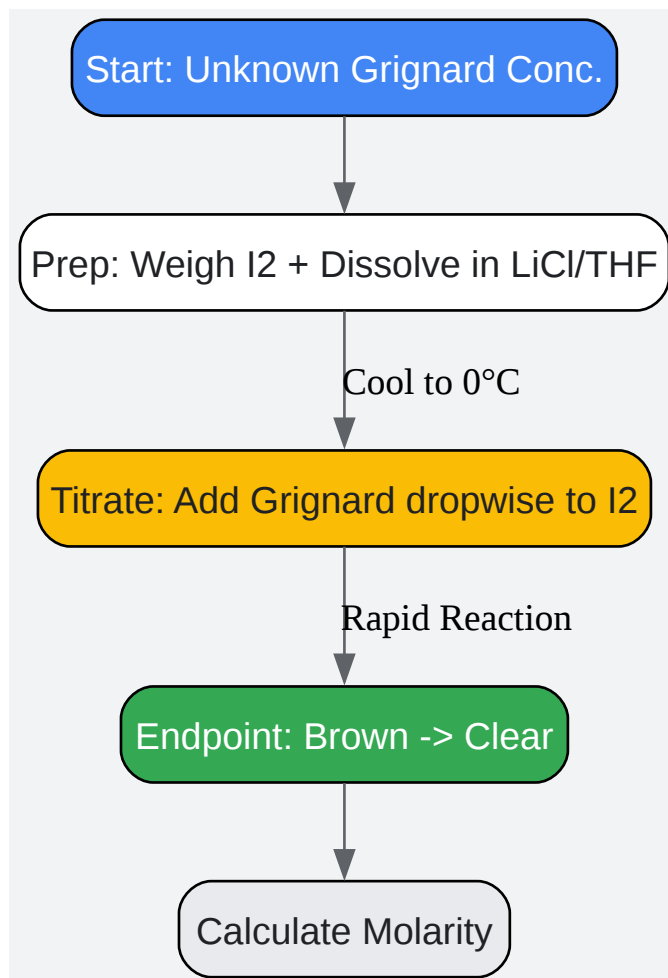 Start: Unknown Grignard Conc.
Prep: Weigh I2 + Dissolve in LiCl/THF
Cool to 0°C
Titrate: Add Grignard dropwise to I2
Rapid Reaction
Endpoint: Brown -> Clear
Calculate Molarity